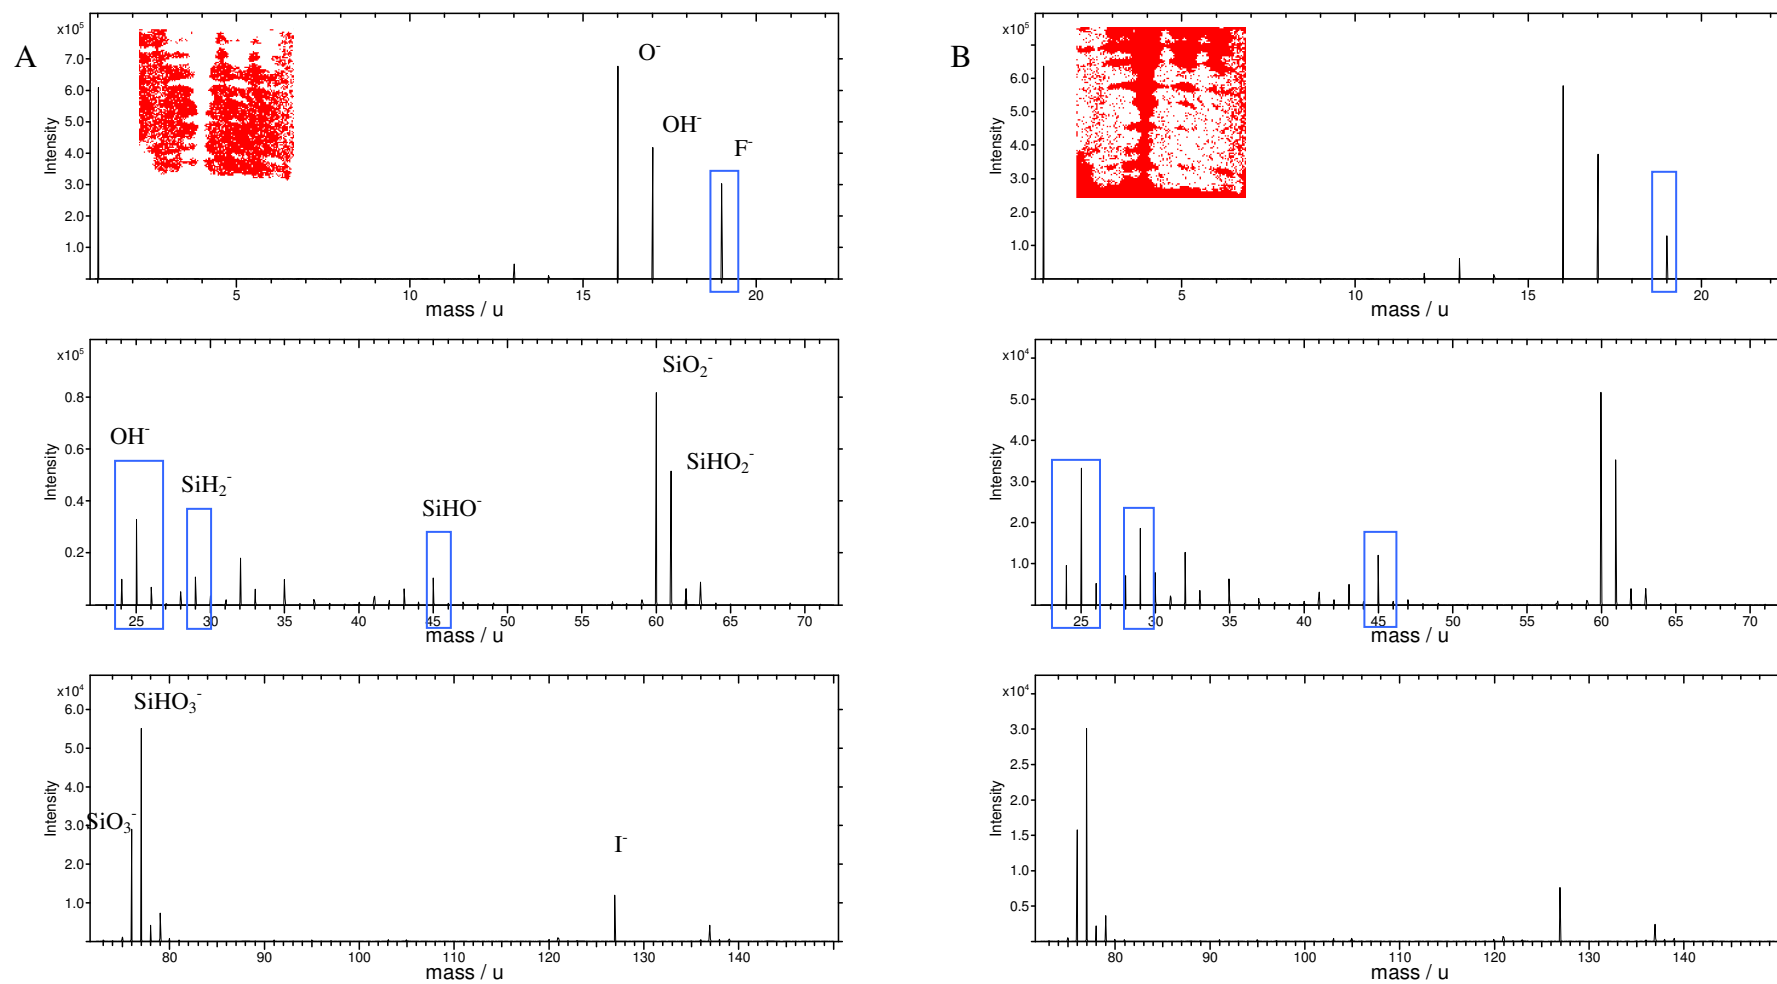 A
x10⁵
7.0
6.0
5.0
4.0
3.0
2.0
1.0
Intensity
O⁻
OH⁻
F⁻
5 10 15 20
mass / u
x10⁵
0.8
0.6
0.4
0.2
Intensity
OH⁻
SiH₂⁻
SiHO⁻
SiO₂⁻
SiHO₂⁻
25 30 35 40 45 50 55 60 65 70
mass / u
x10⁴
6.0
5.0
4.0
3.0
2.0
1.0
Intensity
SiHO₃⁻
SiO₃⁻
I⁻
80 90 100 110 120 130 140
mass / u
B
x10⁵
6.0
5.0
4.0
3.0
2.0
1.0
Intensity
5 10 15 20
mass / u
x10⁴
5.0
4.0
3.0
2.0
1.0
Intensity
25 30 35 40 45 50 55 60 65 70
mass / u
x10⁴
3.0
2.5
2.0
1.5
1.0
0.5
Intensity
80 90 100 110 120 130 140
mass / u